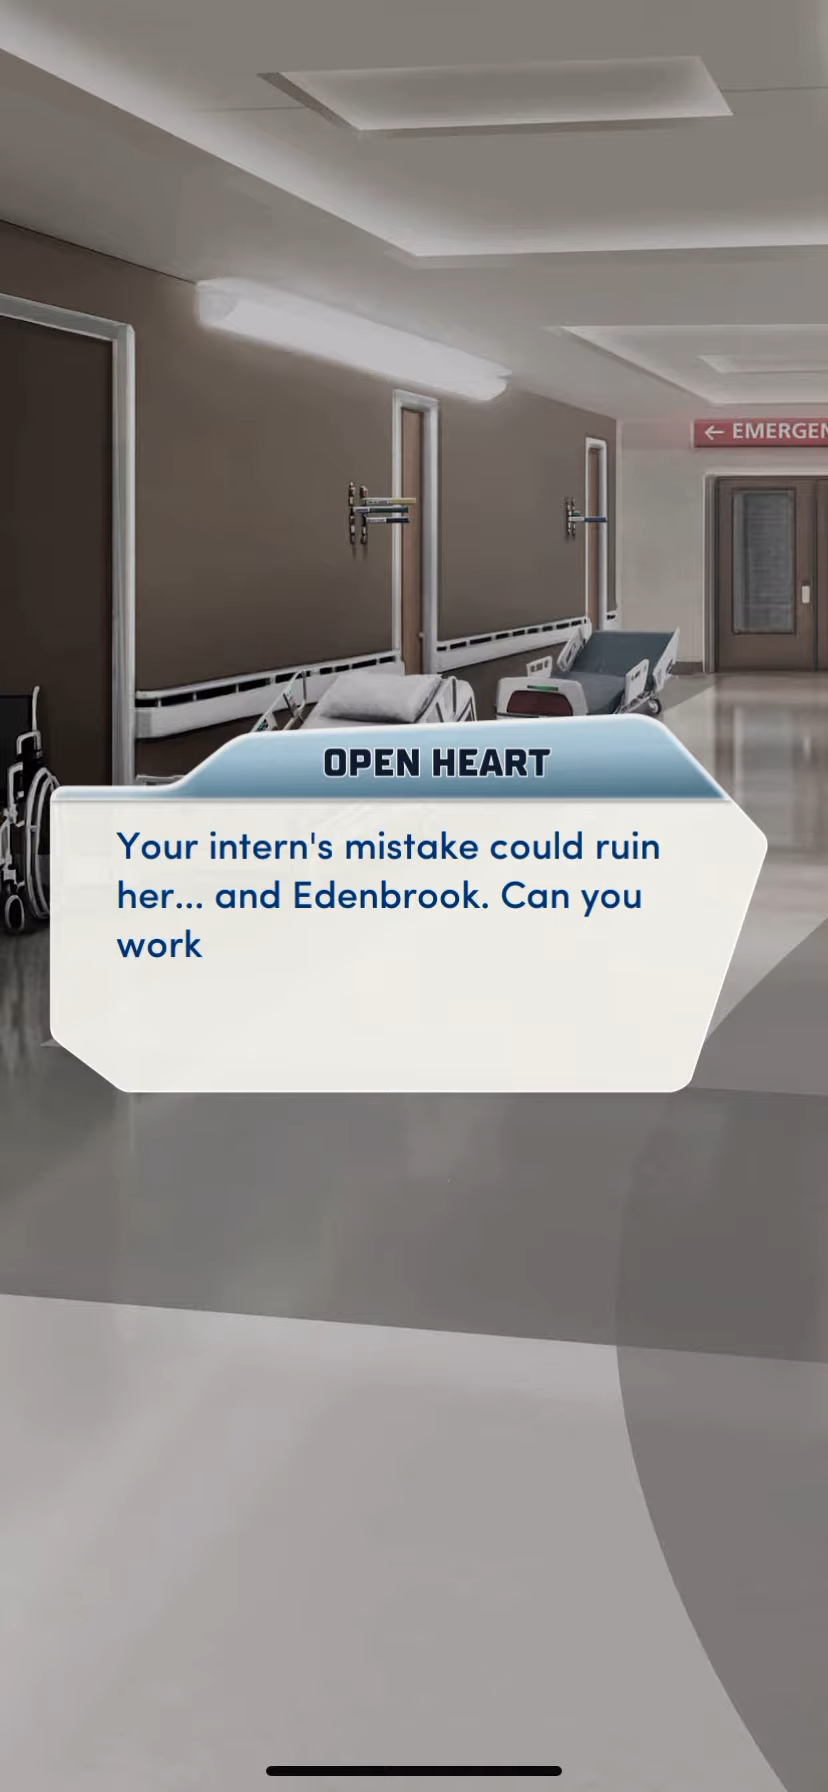 ← EMERGEN
OPEN HEART
Your intern's mistake could ruin
her... and Edenbrook. Can you
work